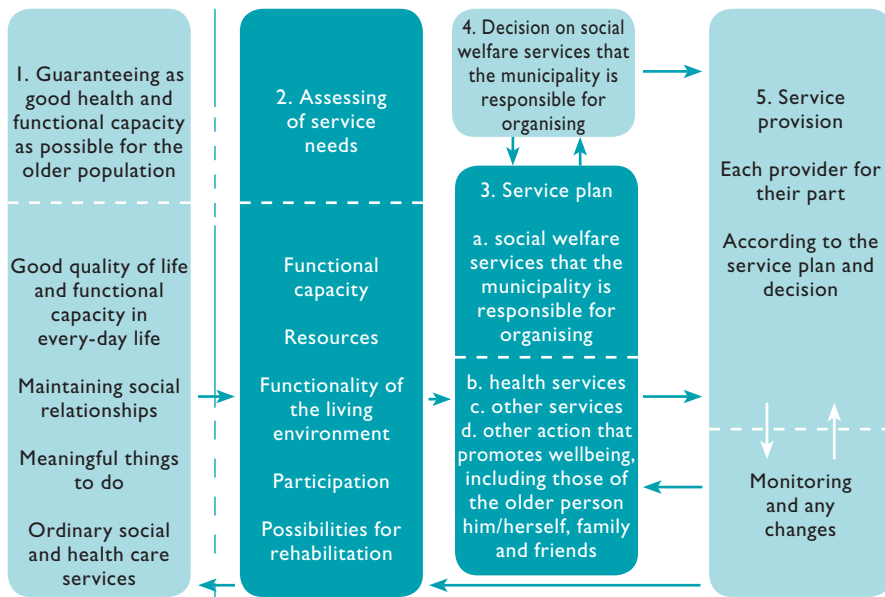 1. Guaranteeing as
good health and
functional capacity
as possible for the
older population
Good quality of life
and functional
capacity in
every-day life
Maintaining social
relationships
Meaningful things
to do
Ordinary social
and health care
services
2. Assessing
of service
needs
Functional
capacity
Resources
Functionality of
the living
environment
Participation
Possibilities for
rehabilitation
4. Decision on social
welfare services that
the municipality is
responsible for
organising
3. Service plan
a. social welfare
services that the
municipality is
responsible for
organising
b. health services
c. other services
d. other action that
promotes wellbeing,
including those of
the older person
him/herself, family
and friends
5. Service
provision
Each provider for
their part
According to the
service plan and
decision
Monitoring
and any
changes